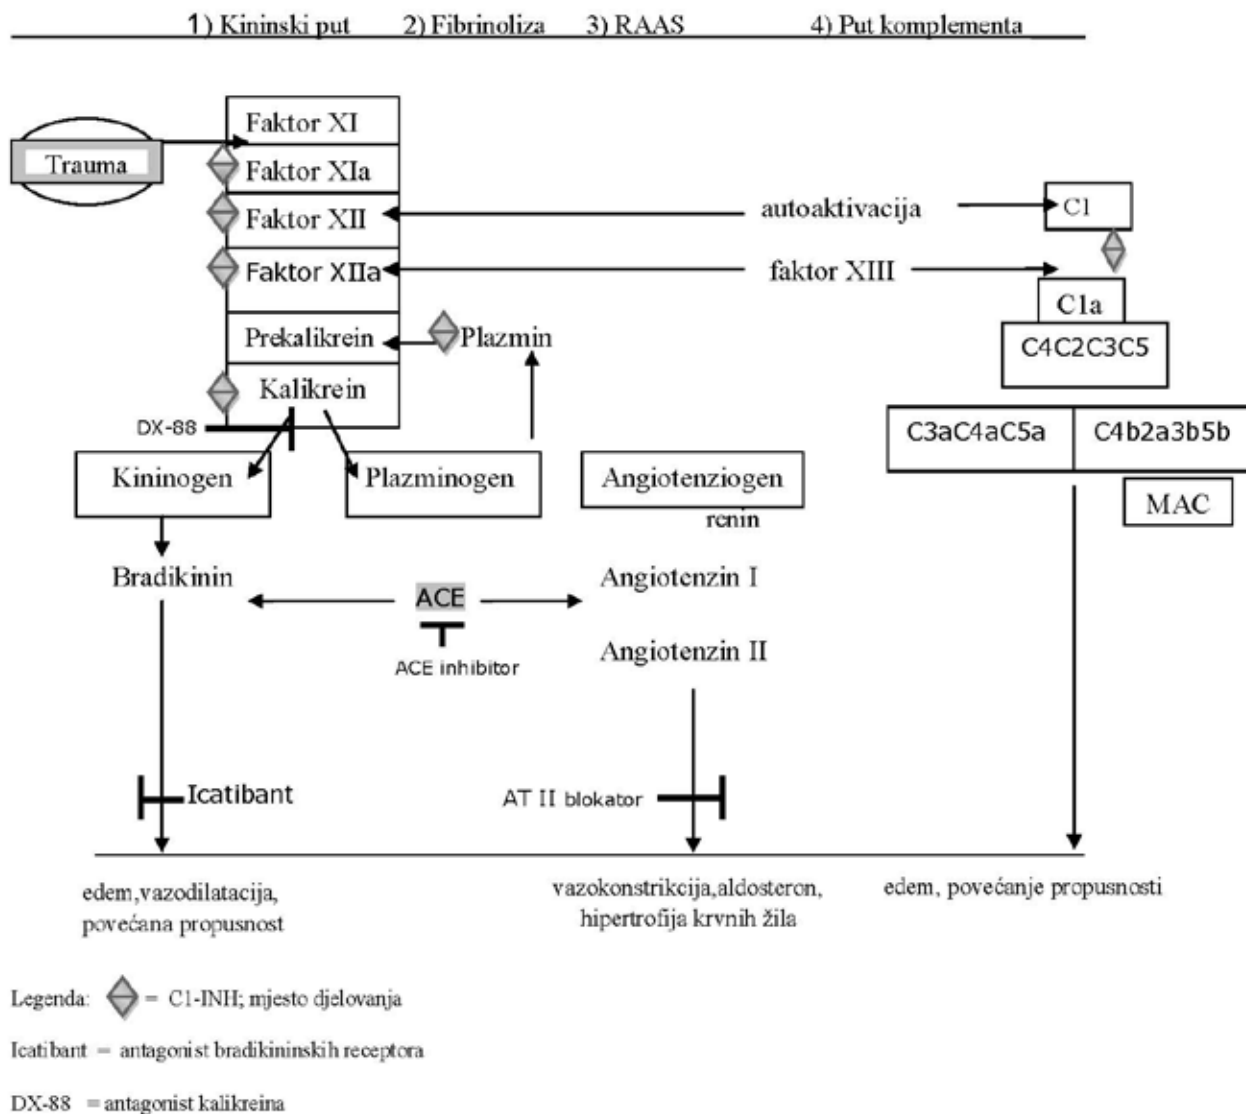 1) Kininski put 2) Fibrinoliza 3) RAAS 4) Put komplementa
Faktor XI
Trauma
Faktor XIa
Faktor XII
autoaktivacija
C1
Faktor XIIa
faktor XIII
C1a
Prekalikrein
Plazmin
C4C2C3C5
Kalikrein
DX-88
C3aC4aC5a
C4b2a3b5b
Kininogen
Plazminogen
Angiotenziogen
renin
MAC
Bradikinin
ACE
Angiotenzin I
ACE inhibitor
Angiotenzin II
Icatibant
AT II blokator
edem,vazodilatacija,
povećana propusnost
vazokonstrikcija,aldosteron,
hipertrofija krvnih žila
edem, povećanje propusnosti
Legenda: = C1-INH; mjesto djelovanja
Icatibant = antagonist bradikininskih receptora
DX-88 = antagonist kalikreina